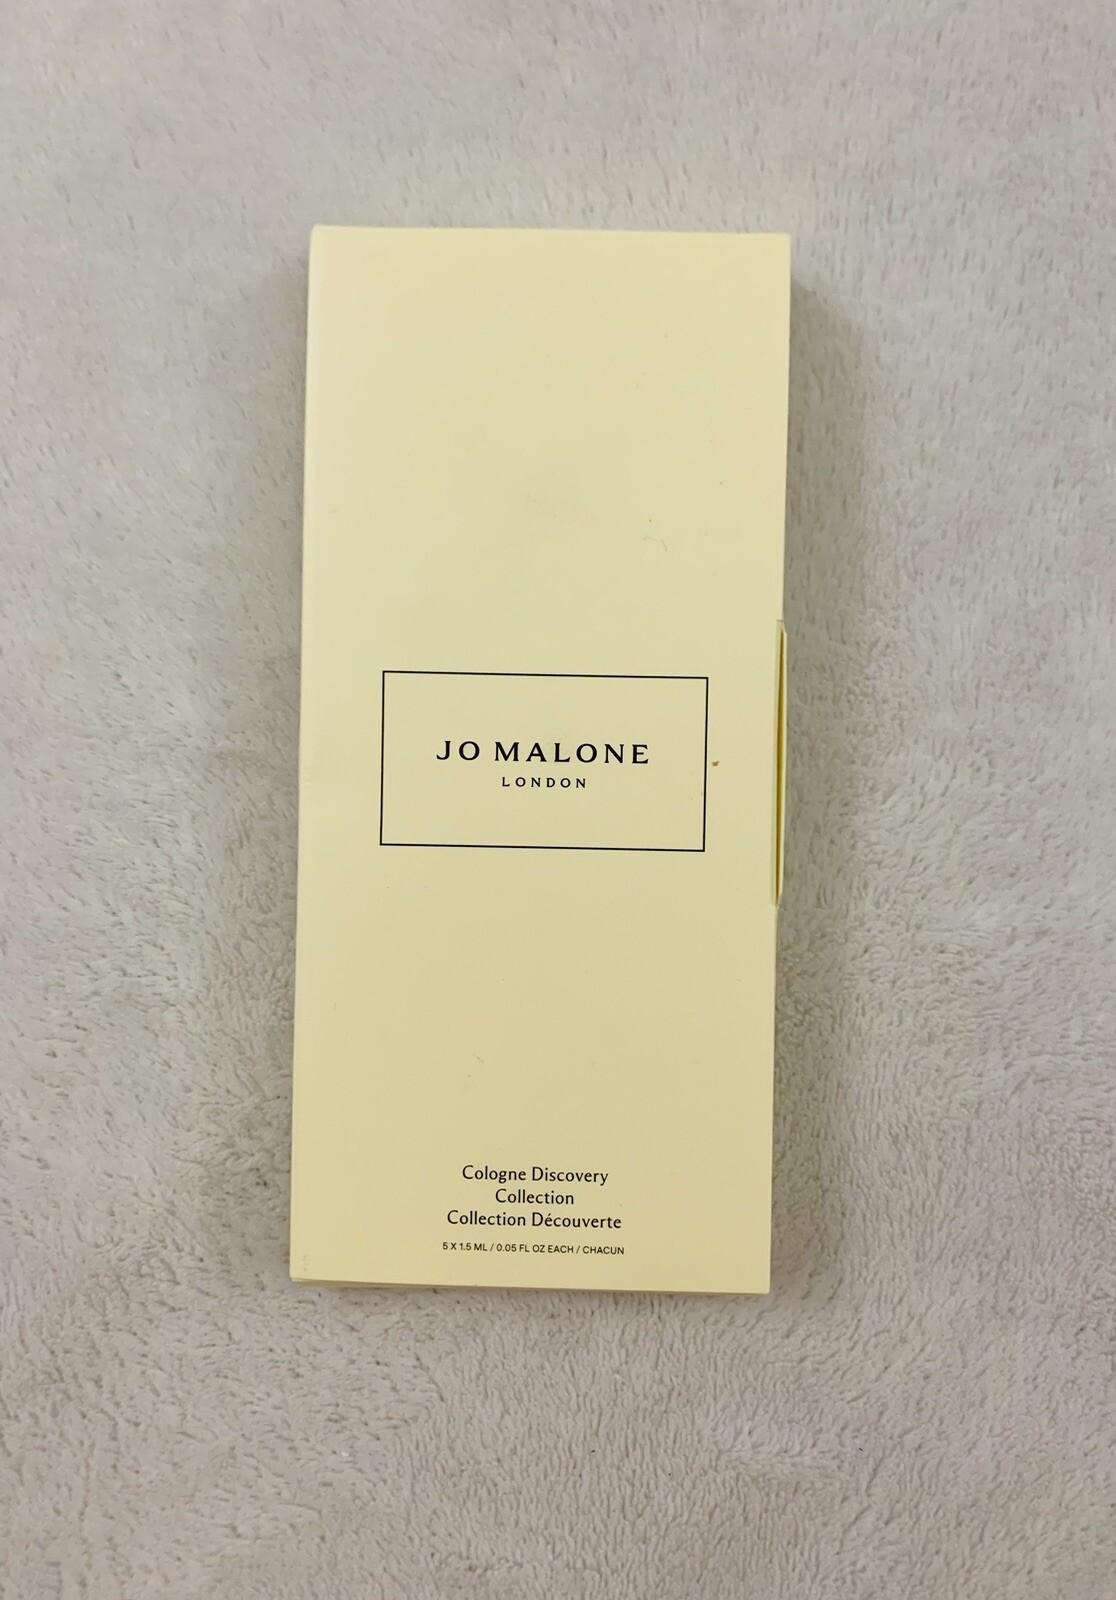 JO MALONE
LONDON
Cologne Discovery
Collection
Collection Découverte
5 X 1.5 ML / 0.05 FL OZ EACH / CHACUN